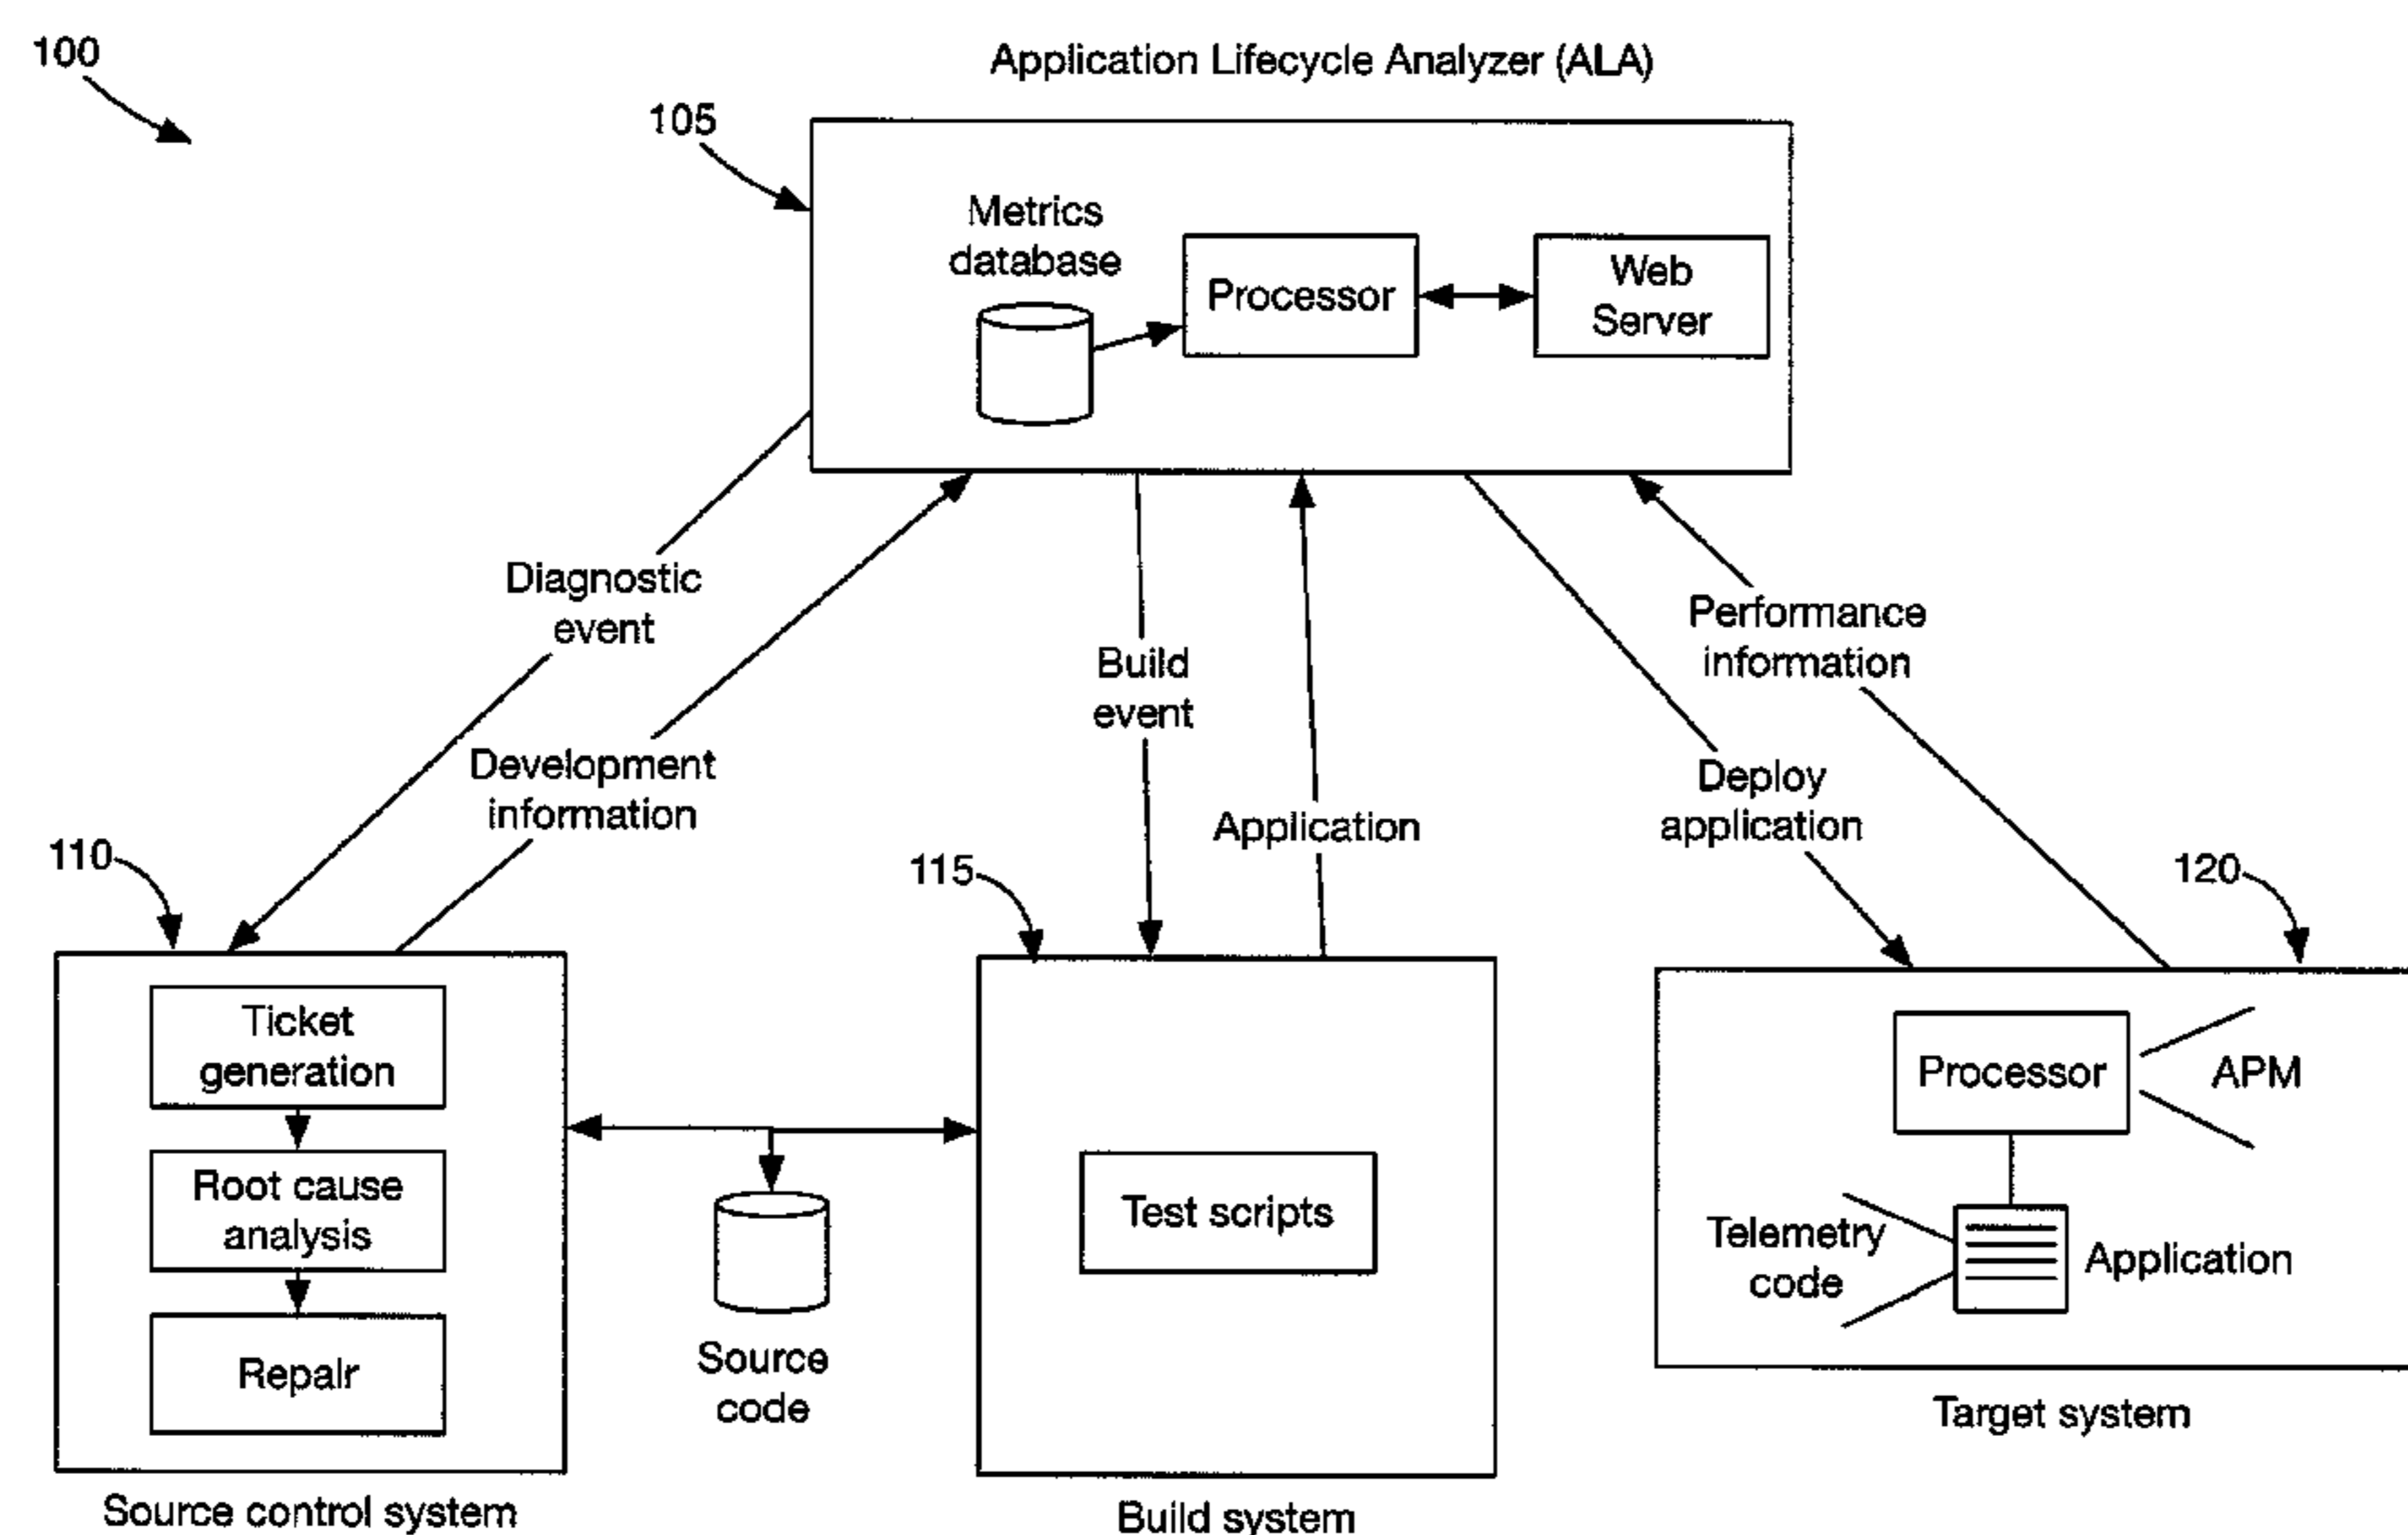 100
Application Lifecycle Analyzer (ALA)
105
Metrics
database
Processor
Web
Server
Diagnostic
event
Development
information
Build
event
Application
Performance
information
Deploy
application
110
Ticket
generation
Root cause
analysis
Repair
Source control system
Source
code
115
Test scripts
Build system
120
Processor
APM
Telemetry
code
Application
Target system